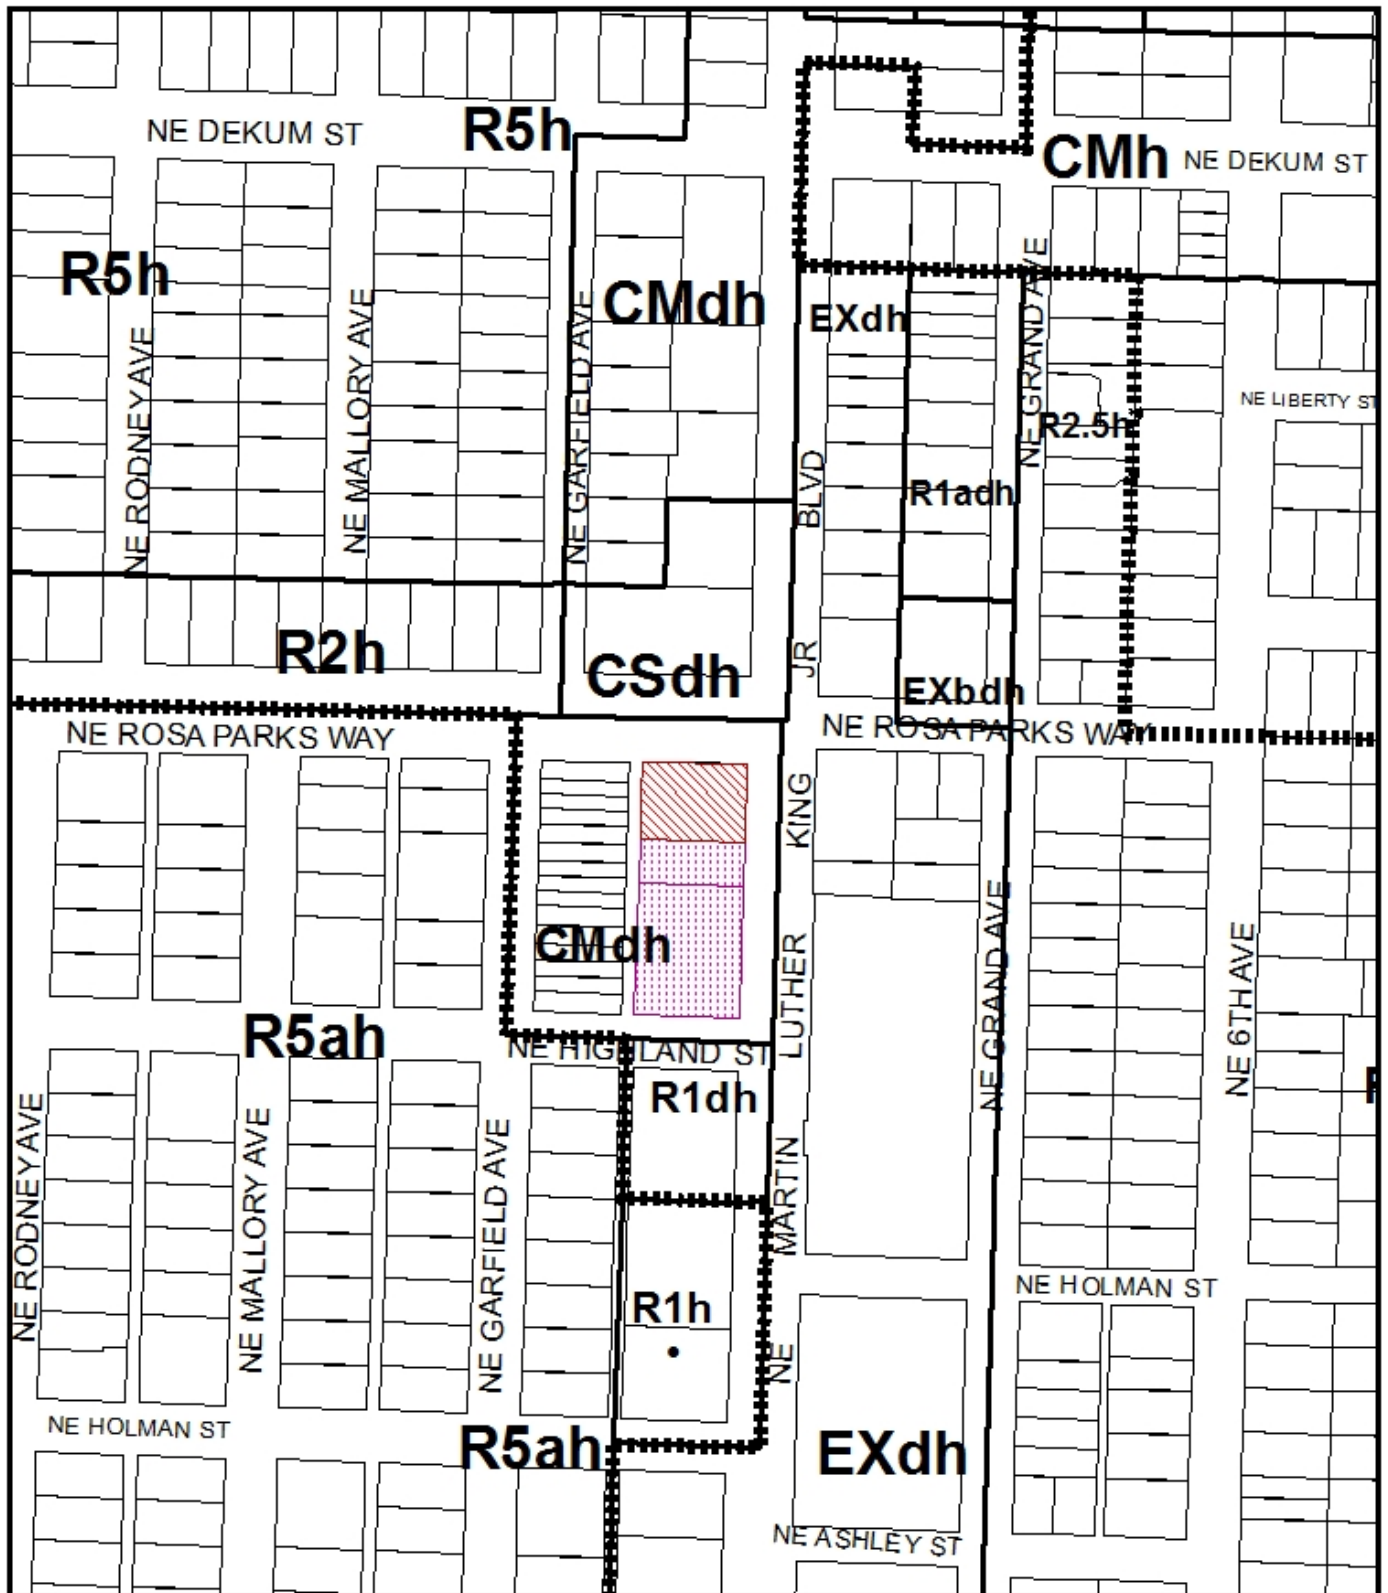 NE DEKUM ST
R5h
CMh
NE DEKUM ST
R5h
CMdh
EXdh
NE RODNEY AVE
NE MALLORY AVE
NE GARFIELD AVE
NE GRAND AVE
NE LIBERTY ST
R2.5h
R1adh
BLVD
R2h
CSdh
JR
EXbdh
NE ROSA PARKS WAY
NE ROSA PARKS WAY
KING
CMdh
LUTHER
NE GRAND AVE
NE 6TH AVE
R5ah
NE HIGHLAND ST
R1dh
NE RODNEY AVE
NE MALLORY AVE
NE GARFIELD AVE
MARTIN
NE HOLMAN ST
R1h
NE
NE HOLMAN ST
R5ah
EXdh
NE ASHLEY ST